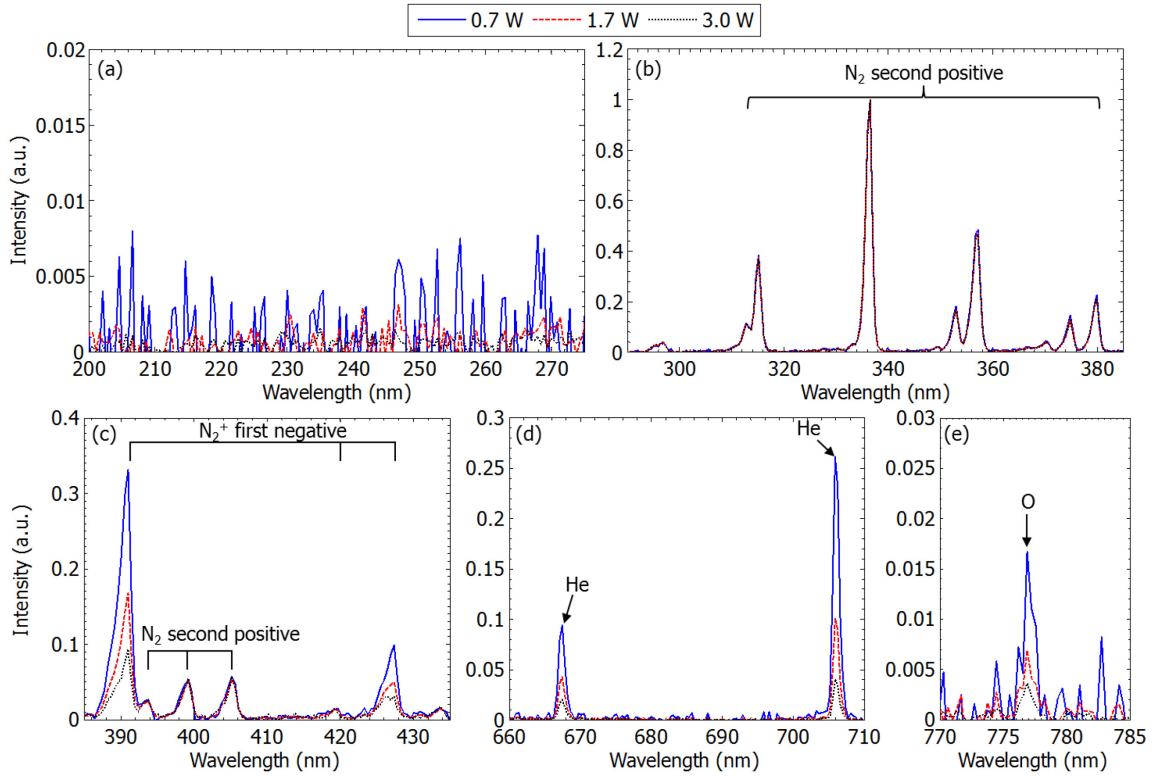 0.7 W 1.7 W 3.0 W
(a)
0.02
0.015
0.01
0.005
0
200 210 220 230 240 250 260 270
Wavelength (nm)
Intensity (a.u.)
(b)
N₂ second positive
1.2
1
0.8
0.6
0.4
0.2
0
300 320 340 360 380
Wavelength (nm)
(c)
N₂⁺ first negative
N₂ second positive
0.4
0.3
0.2
0.1
0
390 400 410 420 430
Wavelength (nm)
Intensity (a.u.)
(d)
He
He
0.3
0.25
0.2
0.15
0.1
0.05
0
660 670 680 690 700 710
Wavelength (nm)
(e)
O
0.03
0.025
0.02
0.015
0.01
0.005
0
770 775 780 785
Wavelength (nm)